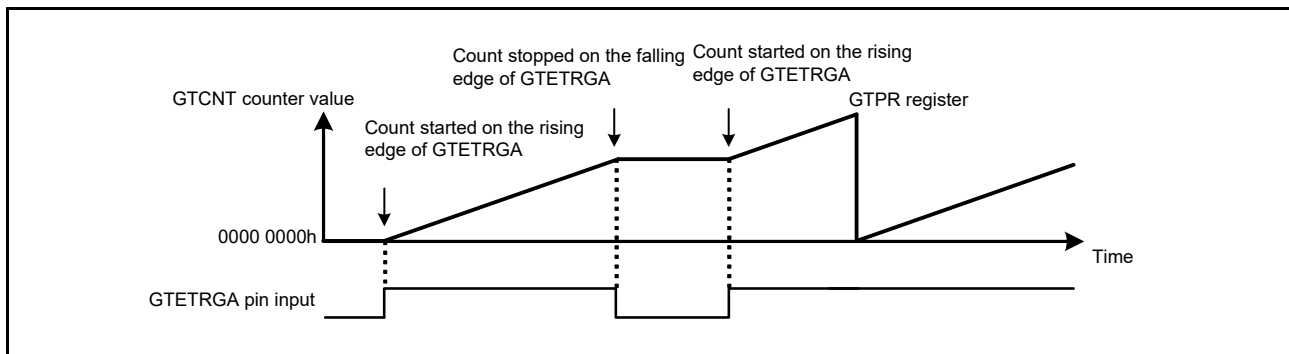 Count stopped on the falling
edge of GTETRGA
Count started on the rising
edge of GTETRGA
GTCNT counter value
GTPR register
Count started on the rising
edge of GTETRGA
0000 0000h
Time
GTETRGA pin input